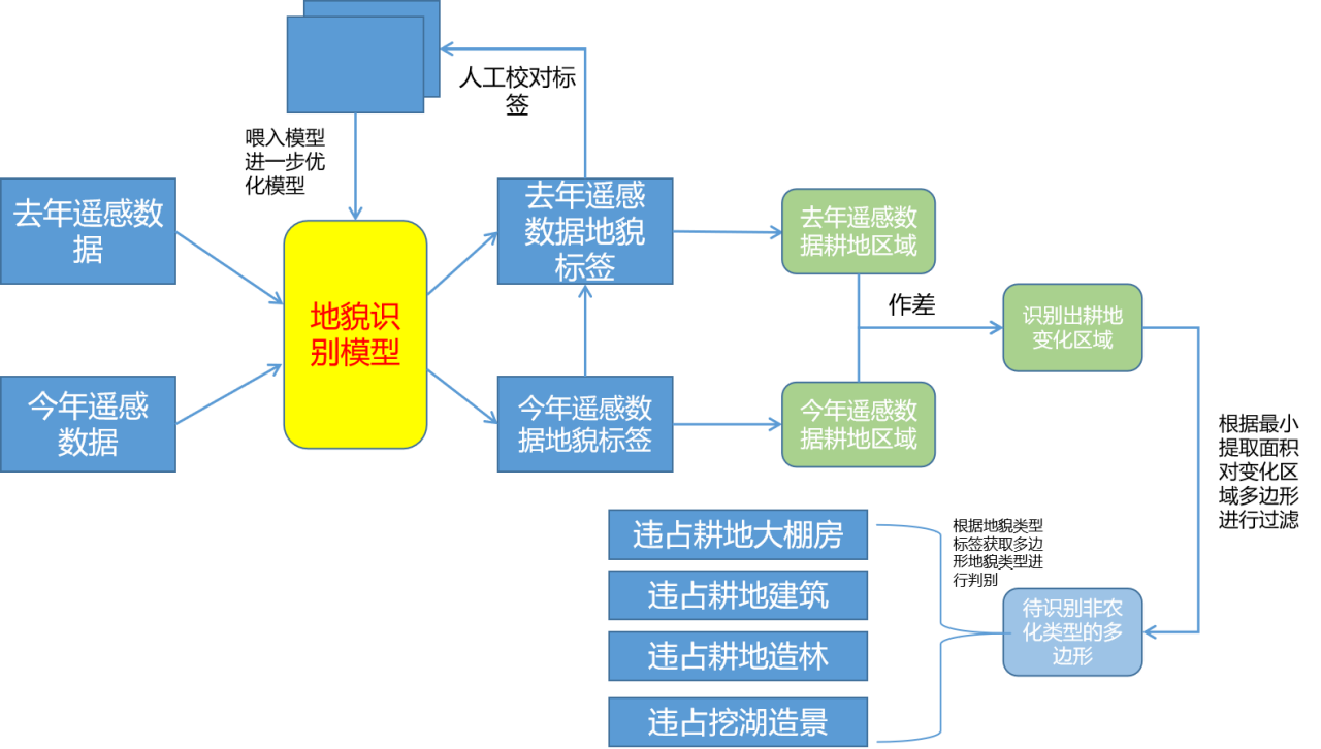 人工校对标
签
喂入模型
进一步优
化模型
去年遥感数
据
去年遥感
数据地貌
标签
去年遥感数
据耕地区域
地貌识
别模型
作差
识别出耕地
变化区域
今年遥感
数据
今年遥感数
据地貌标签
今年遥感数
据耕地区域
根据最小
提取面积
对变化区
域多边形
进行过滤
违占耕地大棚房
违占耕地建筑
违占耕地造林
违占挖湖造景
根据地貌类型
标签获取多边
形地貌类型进
行判别
待识别非农
化类型的多
边形